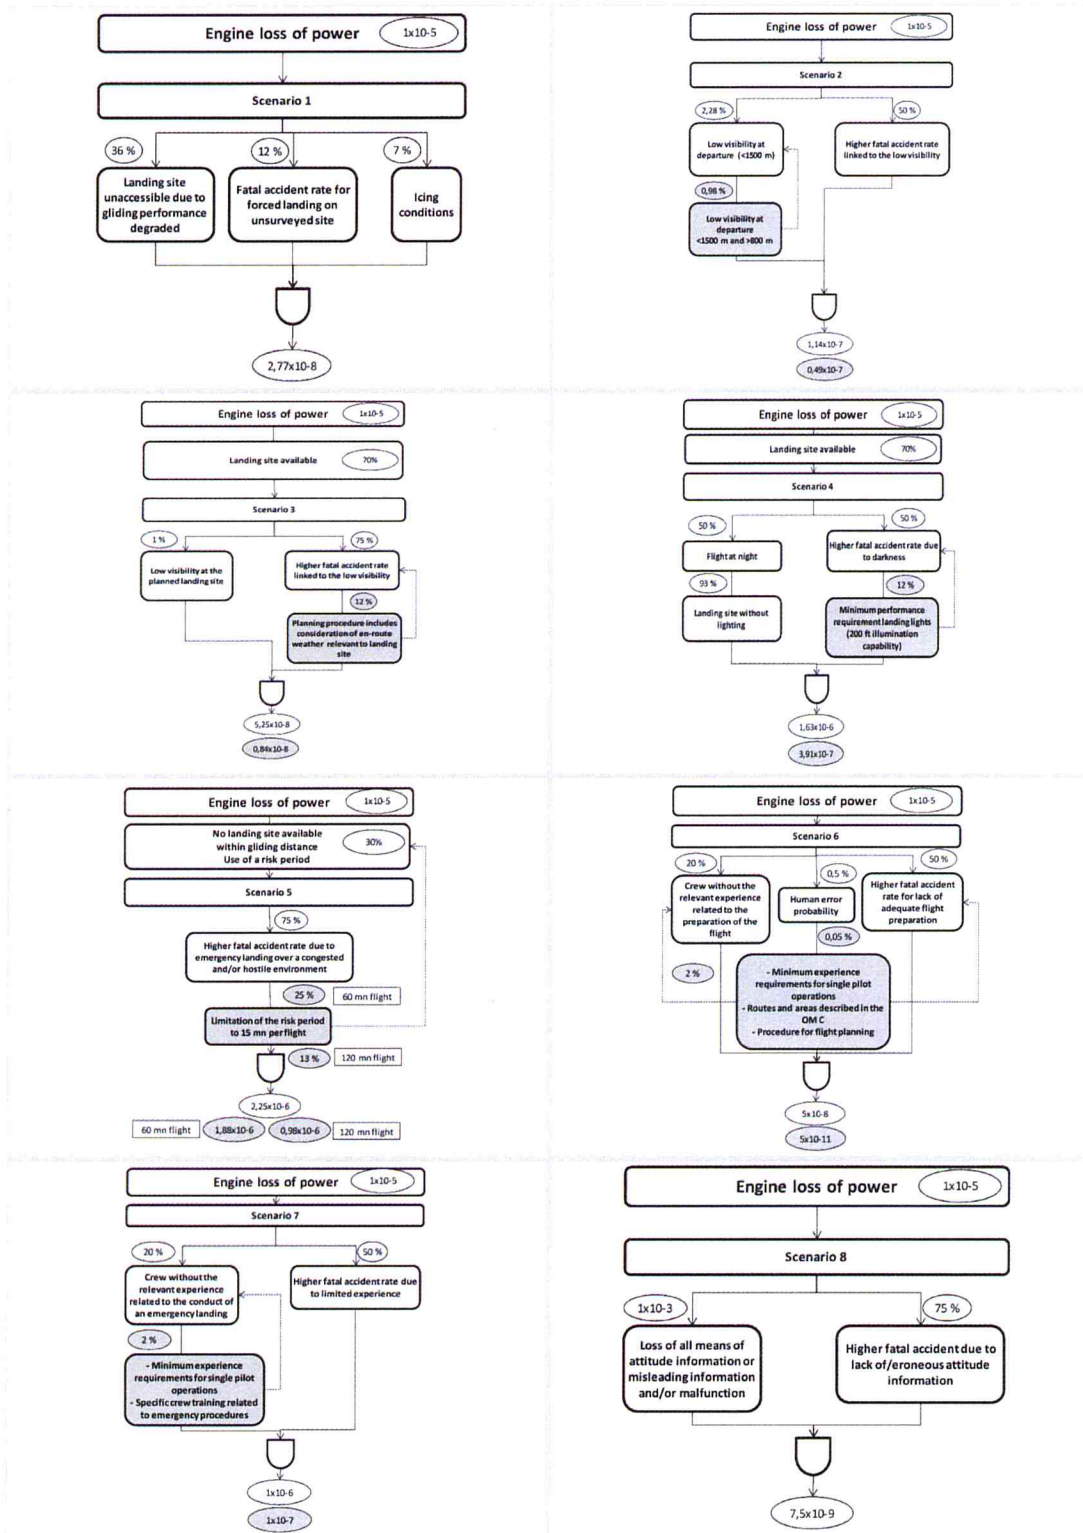 Engine loss of power
1x10-5
Scenario 1
36 %
12 %
7 %
Landing site
unaccessible due to
gliding performance
degraded
Fatal accident rate for
forced landing on
unsurveyed site
Icing
conditions
2,77x10-8
Engine loss of power
1x10-5
Scenario 2
2,28 %
50 %
Low visibility at
departure (<1500 m)
Higher fatal accident rate
linked to the low visibility
0,98 %
Low visibility at
departure
<1500 m and >800 m
1,14x10-7
0,49x10-7
Engine loss of power
1x10-5
Landing site available
70%
Scenario 3
1 %
75 %
Low visibility at the
planned landing site
Higher fatal accident rate
linked to the low visibility
12 %
Planning procedure includes
consideration of en-route
weather relevant to landing
site
5,25x10-8
0,84x10-8
Engine loss of power
1x10-5
Landing site available
70%
Scenario 4
50 %
50 %
Flight at night
Higher fatal accident rate due
to darkness
93 %
12 %
Landing site without
lighting
Minimum performance
requirement landing lights
(200 ft illumination
capability)
1,63x10-6
3,91x10-7
Engine loss of power
1x10-5
No landing site available
within gliding distance
Use of a risk period
30%
Scenario 5
75 %
Higher fatal accident rate due to
emergency landing over a congested
and/or hostile environment
25 %
60 mn flight
Limitation of the risk period
to 15 mn per flight
13 %
120 mn flight
2,25x10-6
60 mn flight
1,88x10-6
0,98x10-6
120 mn flight
Engine loss of power
1x10-5
Scenario 6
20 %
0,5 %
50 %
Crew without the
relevant experience
related to the
preparation of the
flight
Human error
probability
Higher fatal accident
rate for lack of
adequate flight
preparation
0,05 %
2 %
- Minimum experience
requirements for single pilot
operations
- Routes and areas described in the
OM C
- Procedure for flight planning
5x10-8
5x10-11
Engine loss of power
1x10-5
Scenario 7
20 %
50 %
Crew without the
relevant experience
related to the conduct of
an emergency landing
Higher fatal accident rate due
to limited experience
2 %
- Minimum experience
requirements for single pilot
operations
- Specific crew training related
to emergency procedures
1x10-6
1x10-7
Engine loss of power
1x10-5
Scenario 8
1x10-3
75 %
Loss of all means of
attitude information or
misleading information
and/or malfunction
Higher fatal accident due to
lack of/eroneous attitude
information
7,5x10-9